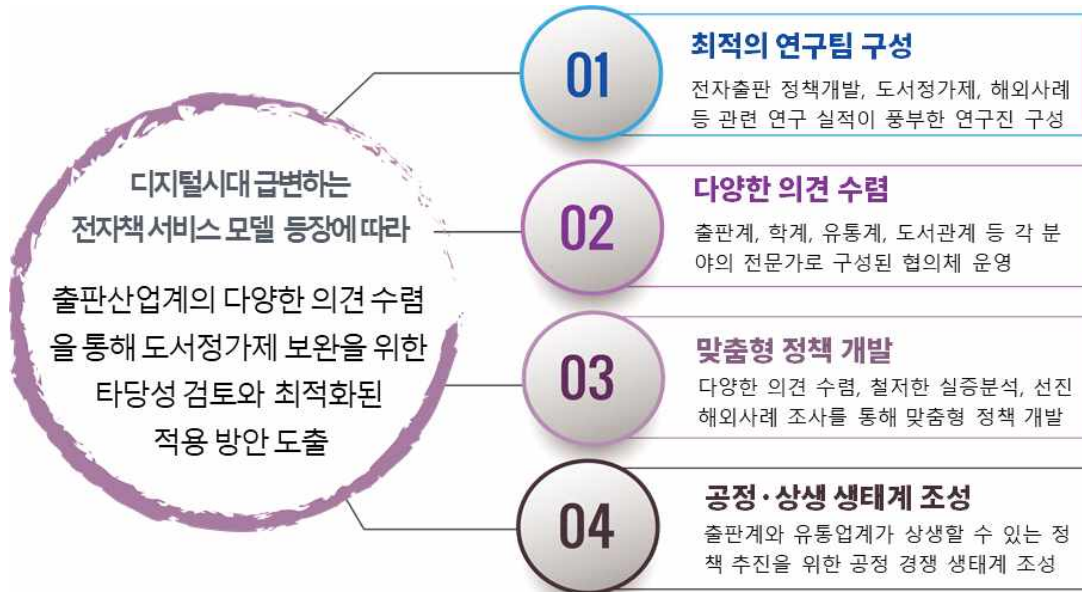 디지털시대 급변하는
전자책 서비스 모델 등장에 따라
출판산업계의 다양한 의견 수렴
을 통해 도서정가제 보완을 위한
타당성 검토와 최적화된
적용 방안 도출
01
최적의 연구팀 구성
전자출판 정책개발, 도서정가제, 해외사례
등 관련 연구 실적이 풍부한 연구진 구성
02
다양한 의견 수렴
출판계, 학계, 유통계, 도서관계 등 각 분
야의 전문가로 구성된 협의체 운영
03
맞춤형 정책 개발
다양한 의견 수렴, 철저한 실증분석, 선진
해외사례 조사를 통해 맞춤형 정책 개발
04
공정·상생 생태계 조성
출판계와 유통업계가 상생할 수 있는 정
책 추진을 위한 공정 경쟁 생태계 조성